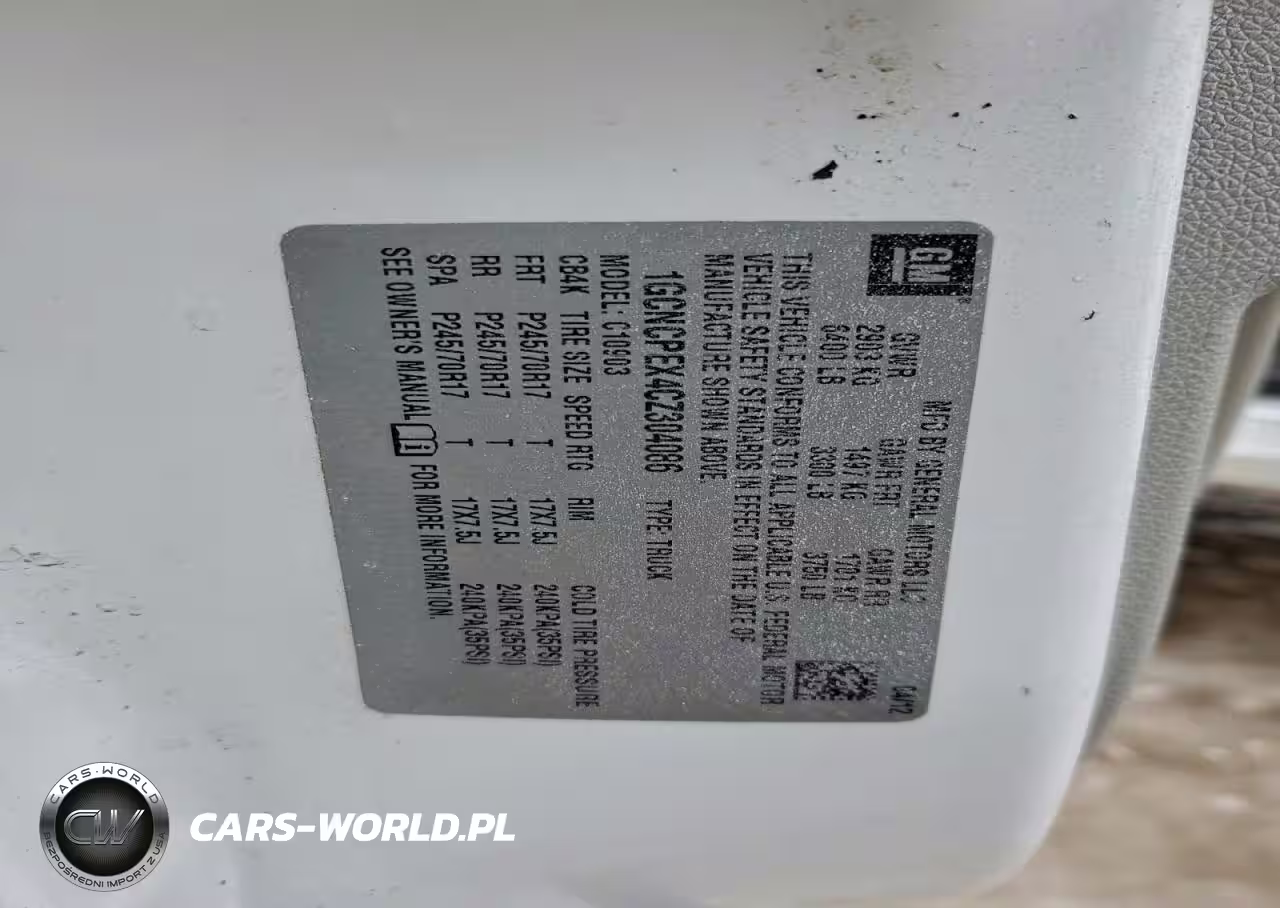 GM
MFD BY GENERAL MOTORS LLC
04/12
GVWR GAWR FRT GAWR RR
2903 KG 1497 KG 1701 KG
6400 LB 3300 LB 3750 LB
THIS VEHICLE CONFORMS TO ALL APPLICABLE U.S. FEDERAL MOTOR
VEHICLE SAFETY STANDARDS IN EFFECT ON THE DATE OF
MANUFACTURE SHOWN ABOVE.
1GCNCPEX4CZ304086 TYPE TRUCK
MODEL: C10903
CB4K TIRE SIZE SPEED RTG RIM COLD TIRE PRESSURE
FRT P245/70R17 T 17X7.5J 240KPA(35PSI)
RR P245/70R17 T 17X7.5J 240KPA(35PSI)
SPA P245/70R17 T 17X7.5J 240KPA(35PSI)
SEE OWNER'S MANUAL FOR MORE INFORMATION.
CARS-WORLD
CW
BEZPOŚREDNI IMPORT Z USA
CARS-WORLD.PL